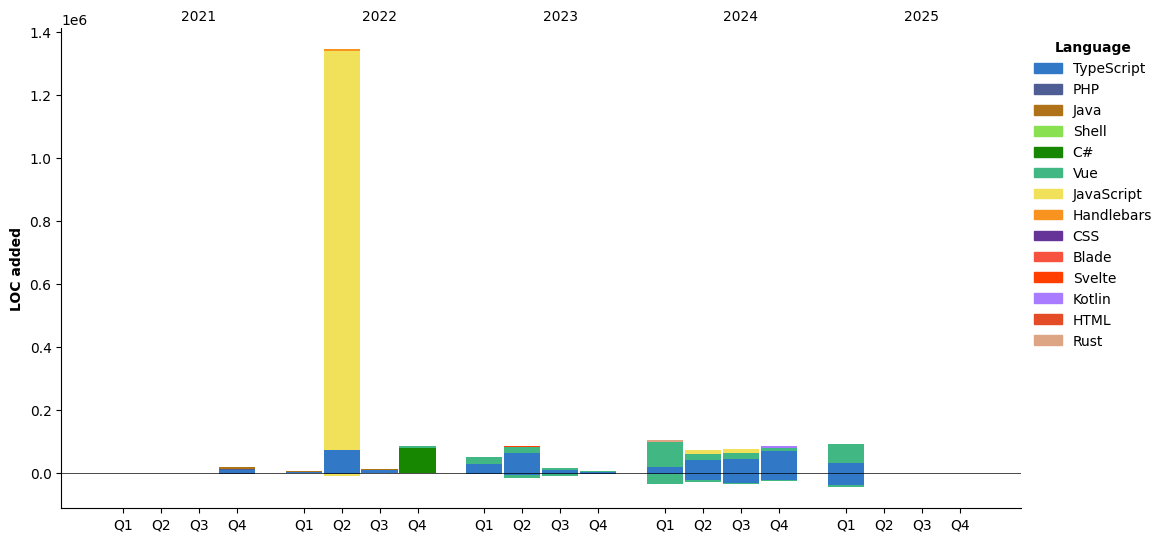 2021 2022 2023 2024 2025
1e6
1.4
1.2
1.0
0.8
0.6
0.4
0.2
0.0
LOC added
Q1 Q2 Q3 Q4 Q1 Q2 Q3 Q4 Q1 Q2 Q3 Q4 Q1 Q2 Q3 Q4 Q1 Q2 Q3 Q4
Language
TypeScript
PHP
Java
Shell
C#
Vue
JavaScript
Handlebars
CSS
Blade
Svelte
Kotlin
HTML
Rust